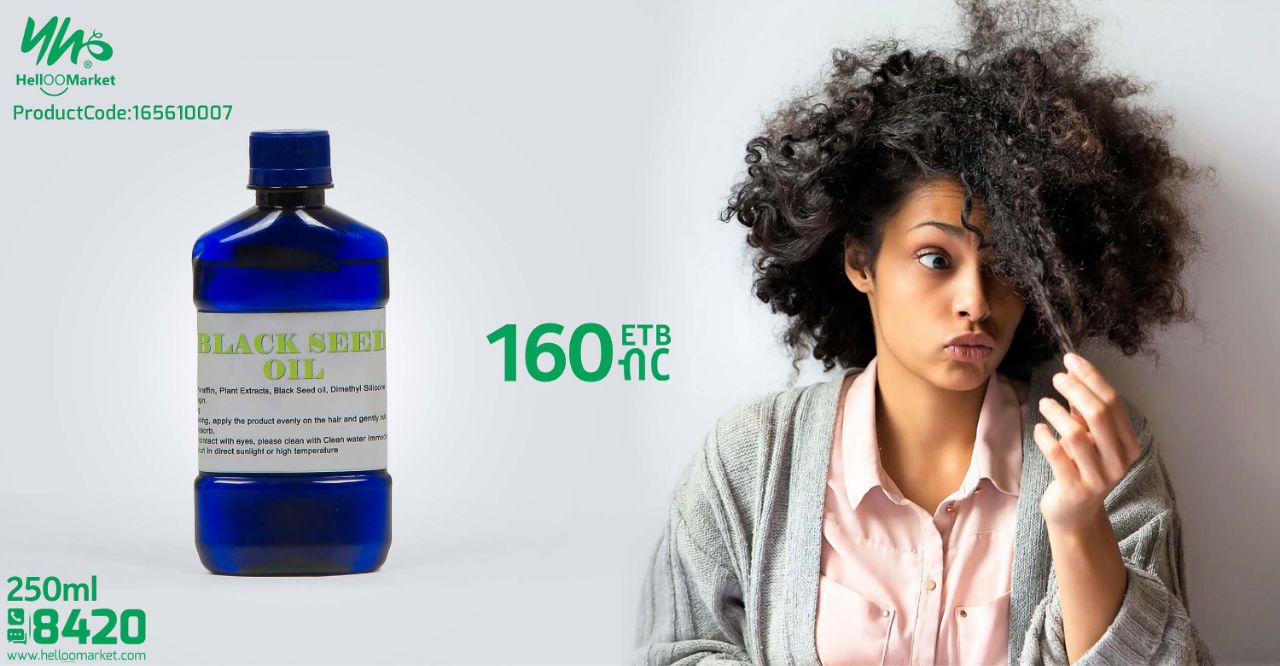 HellOOMarket
®
ProductCode:165610007
BLACK SEED
OIL
Paraffin, Plant Extracts, Black Seed oil, Dimethyl Silicone
apply the product evenly on the hair and gently
contact with eyes, please clean with Clean water
in direct sunlight or high temperature
160 ETB
ብር
250ml
8420
www.helloomarket.com